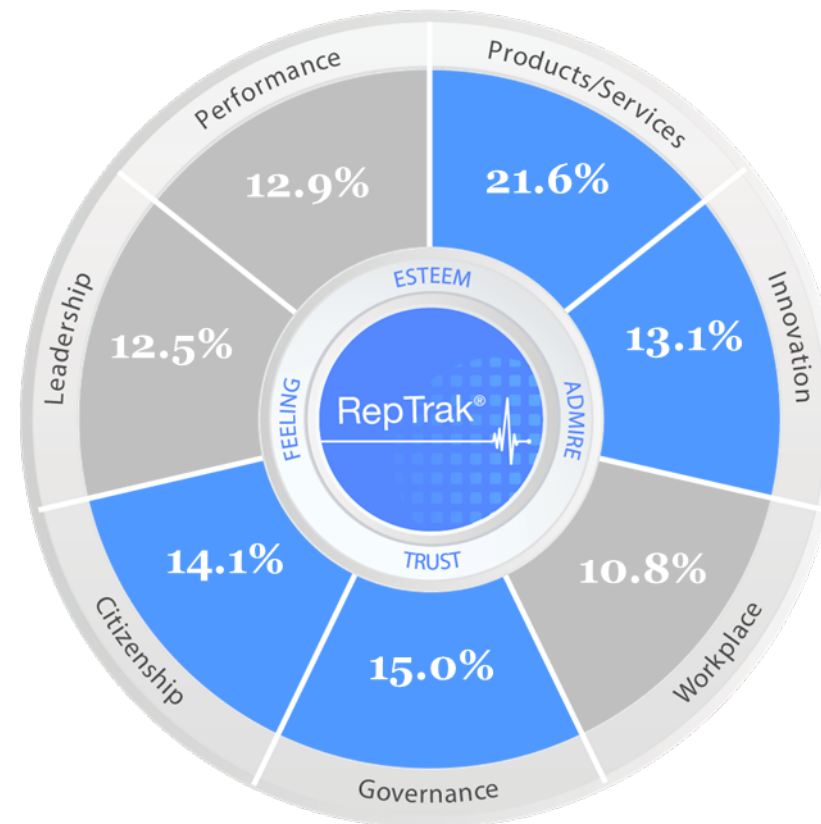 Performance
12.9%
Products/Services
21.6%
Innovation
13.1%
Workplace
10.8%
Governance
15.0%
Citizenship
14.1%
Leadership
12.5%
ESTEEM
ADMIRE
TRUST
FEELING
RepTrak®